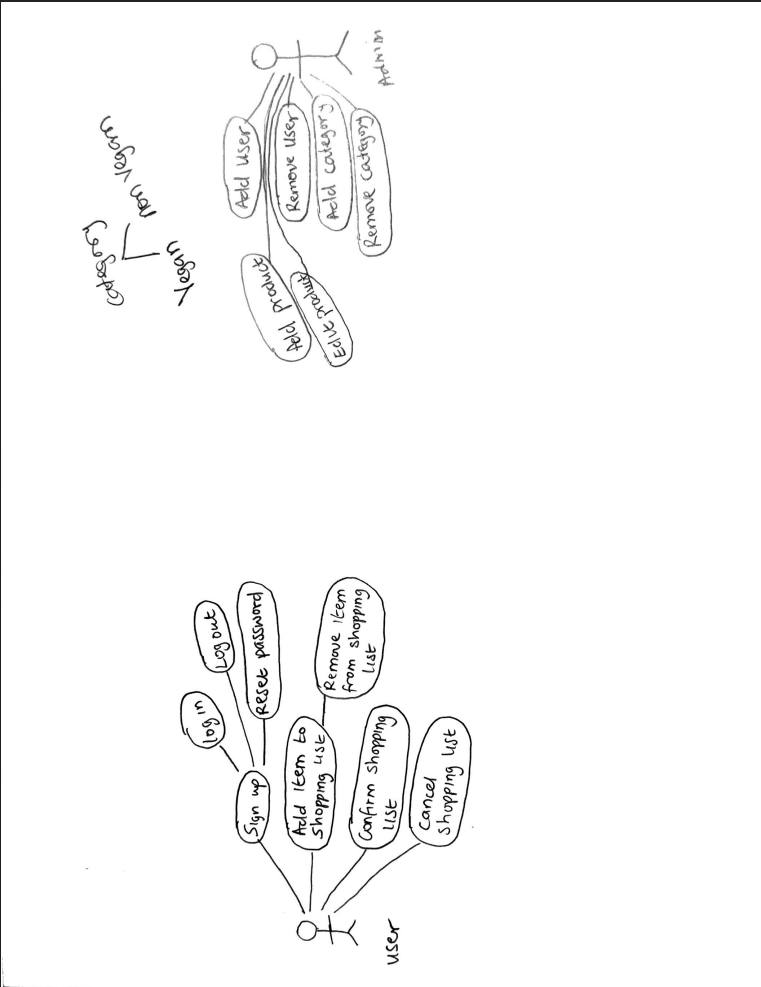 Log in
Log out
Reset password
Sign up
Add item to
shopping list
Remove item
from shopping
list
Confirm shopping
list
Cancel
shopping list
user
category
Vegan
non vegan
Add user
Remove user
Add category
Remove category
Add product
Edit product
Admin